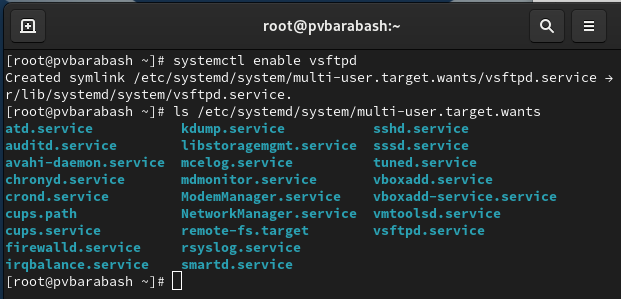 root@pvbarabash:~
[root@pvbarabash ~]# systemctl enable vsftpd
Created symlink /etc/systemd/system/multi-user.target.wants/vsftpd.service →
r/lib/systemd/system/vsftpd.service.
[root@pvbarabash ~]# ls /etc/systemd/system/multi-user.target.wants
atd.service kdump.service sshd.service
auditd.service libstoragemgmt.service sssd.service
avahi-daemon.service mcelog.service tuned.service
chronyd.service mdmonitor.service vboxadd.service
crond.service ModemManager.service vboxadd-service.service
cups.path NetworkManager.service vmtoolsd.service
cups.service remote-fs.target vsftpd.service
firewalld.service rsyslog.service
irqbalance.service smartd.service
[root@pvbarabash ~]#